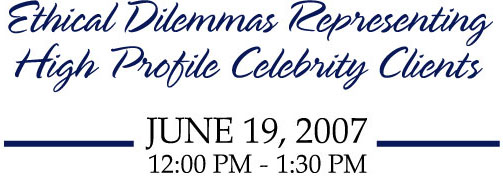 Ethical Dilemmas Representing
High Profile Celebrity Clients
JUNE 19, 2007
12:00 PM - 1:30 PM